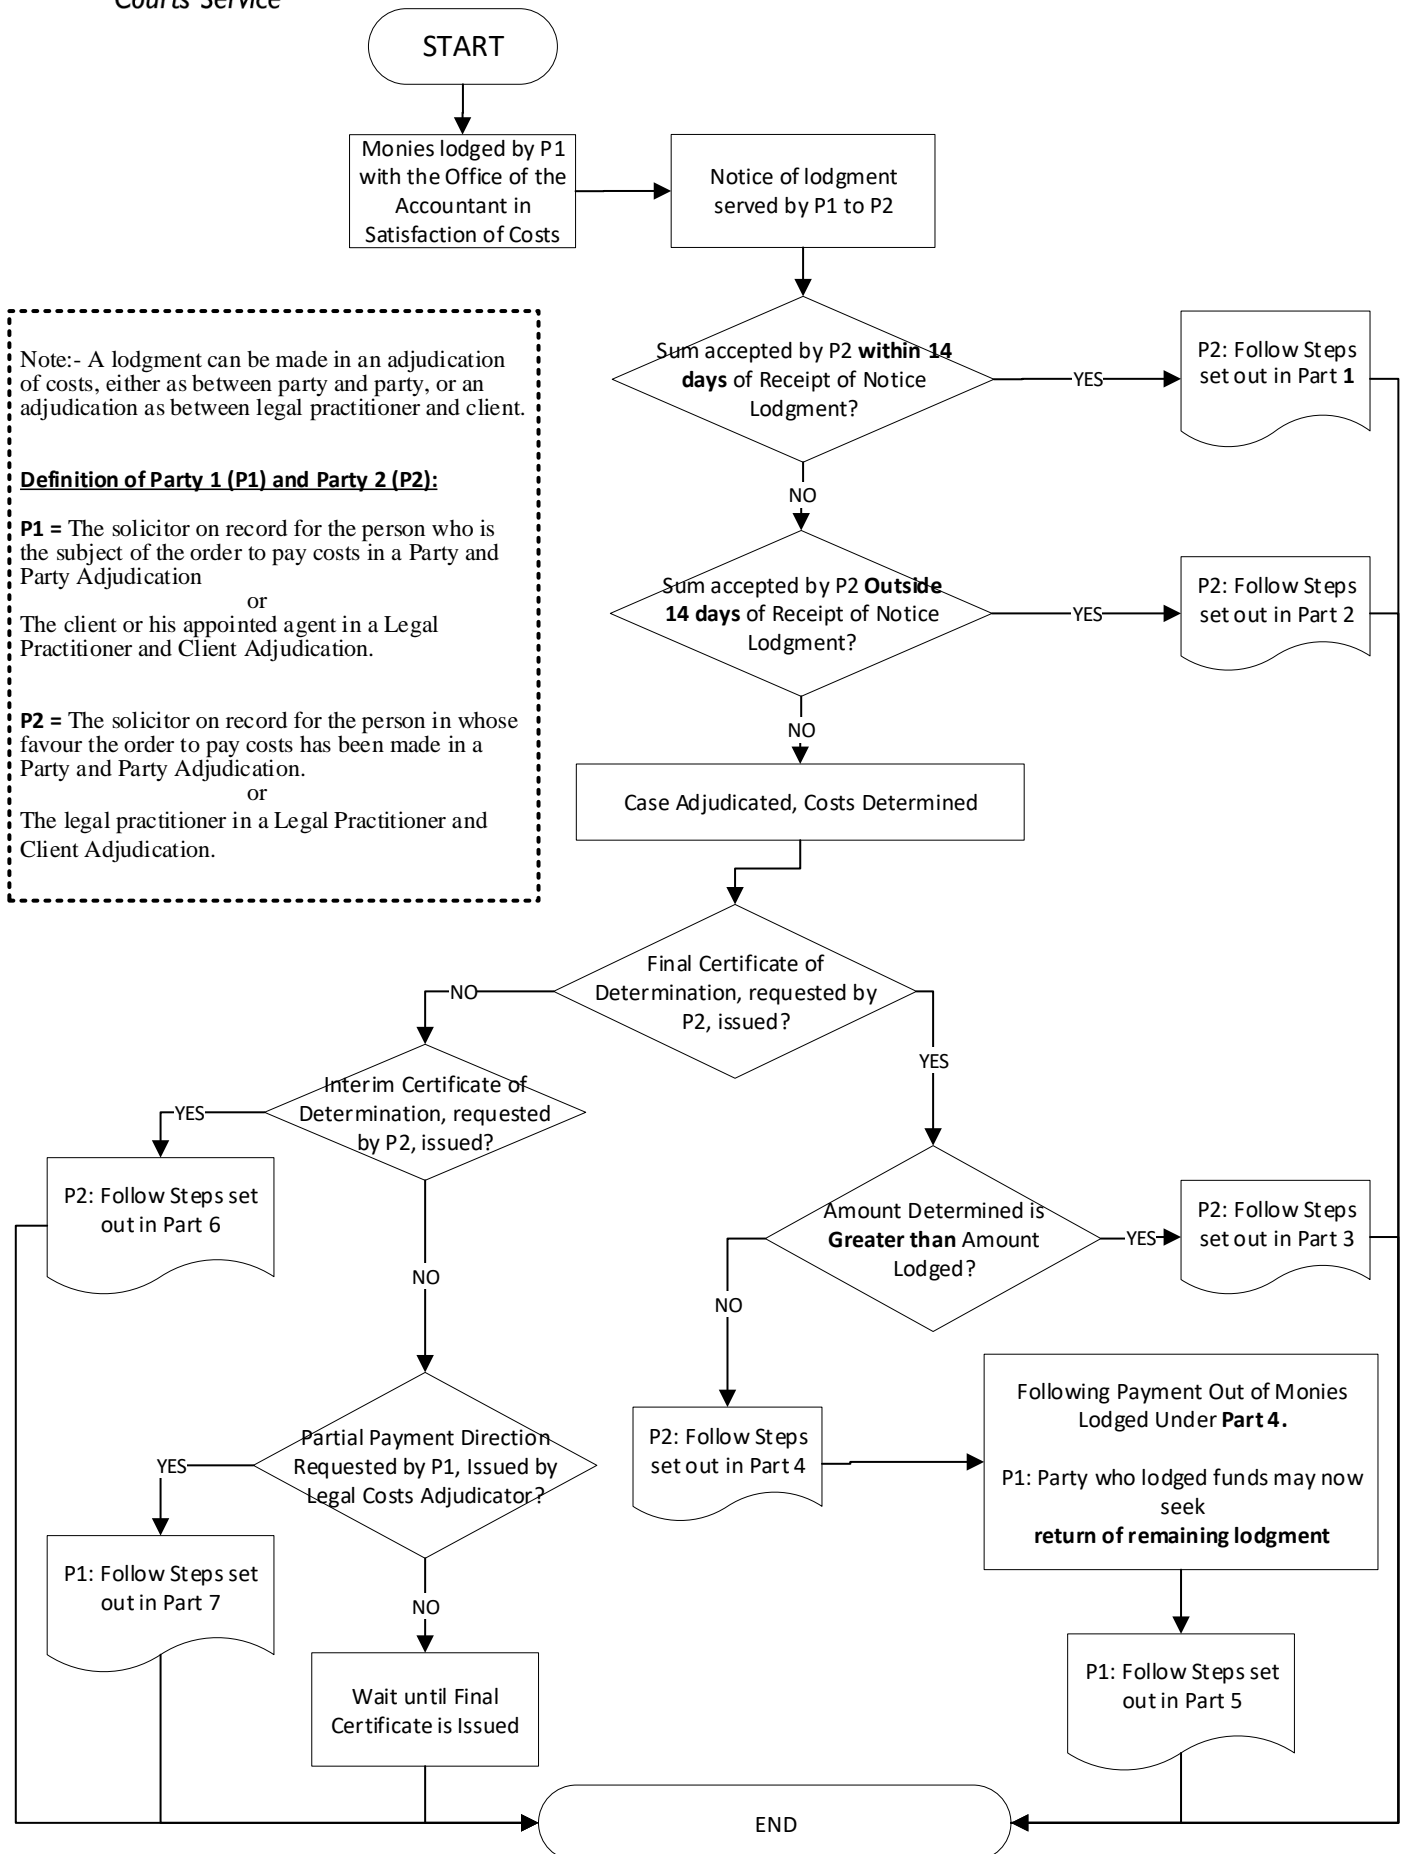 Courts Service
START
Monies lodged by P1
with the Office of the
Accountant in
Satisfaction of Costs
Notice of lodgment
served by P1 to P2
Note:- A lodgment can be made in an adjudication
of costs, either as between party and party, or an
adjudication as between legal practitioner and client.
Definition of Party 1 (P1) and Party 2 (P2):
P1 = The solicitor on record for the person who is
the subject of the order to pay costs in a Party and
Party Adjudication
or
The client or his appointed agent in a Legal
Practitioner and Client Adjudication.
P2 = The solicitor on record for the person in whose
favour the order to pay costs has been made in a
Party and Party Adjudication.
or
The legal practitioner in a Legal Practitioner and
Client Adjudication.
Sum accepted by P2 within 14
days of Receipt of Notice
Lodgment?
YES
P2: Follow Steps
set out in Part 1
NO
Sum accepted by P2 Outside
14 days of Receipt of Notice
Lodgment?
YES
P2: Follow Steps
set out in Part 2
NO
Case Adjudicated, Costs Determined
Final Certificate of
Determination, requested by
P2, issued?
NO
YES
Interim Certificate of
Determination, requested
by P2, issued?
YES
P2: Follow Steps set
out in Part 6
NO
Amount Determined is
Greater than Amount
Lodged?
YES
P2: Follow Steps
set out in Part 3
NO
P2: Follow Steps
set out in Part 4
Following Payment Out of Monies
Lodged Under Part 4.
P1: Party who lodged funds may now
seek
return of remaining lodgment
Partial Payment Direction
Requested by P1, Issued by
Legal Costs Adjudicator?
YES
P1: Follow Steps set
out in Part 7
NO
Wait until Final
Certificate is Issued
P1: Follow Steps set
out in Part 5
END